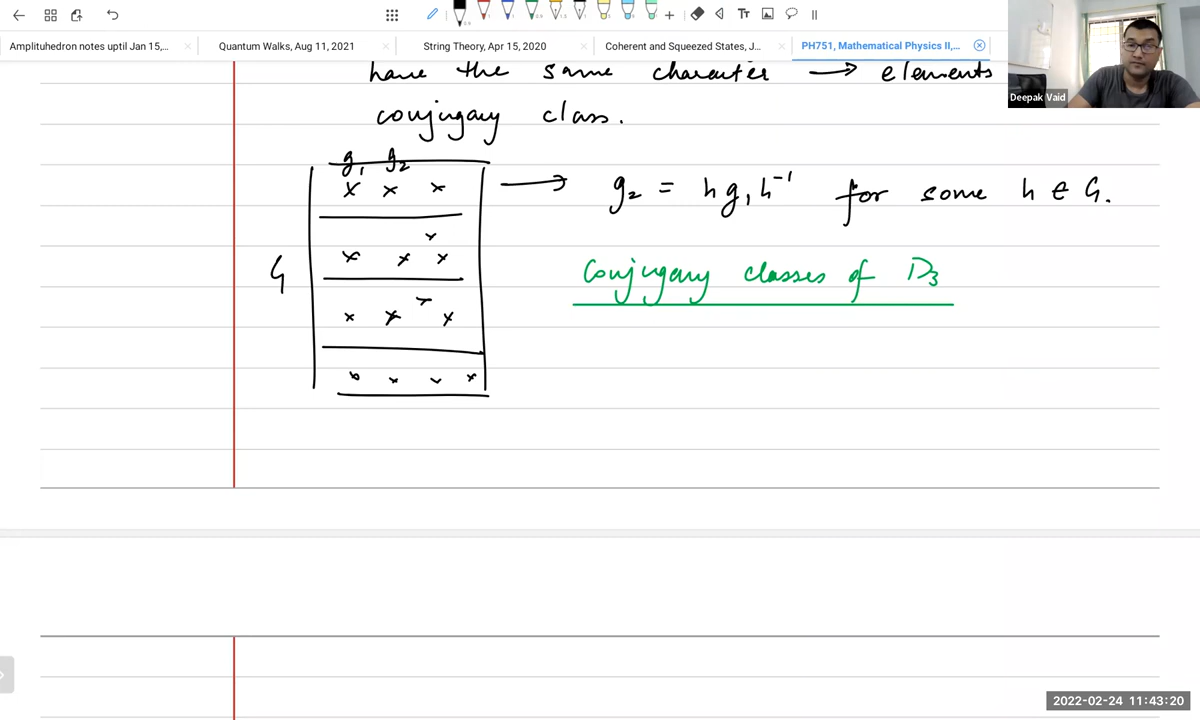 Tт
Amplituhedron notes uptil Jan 15,...
Quantum Walks, Aug 11, 2021
String Theory, Apr 15, 2020
Coherent and Squeezed States, J...
PH751, Mathematical Physics II,...
Deepak Vaid
have the same character → elements
conjugacy class.
g₁ g₂
→ g₂ = h g₁ h⁻¹ for some h ∈ G.
G
Conjugacy classes of D₃
2022-02-24 11:43:20